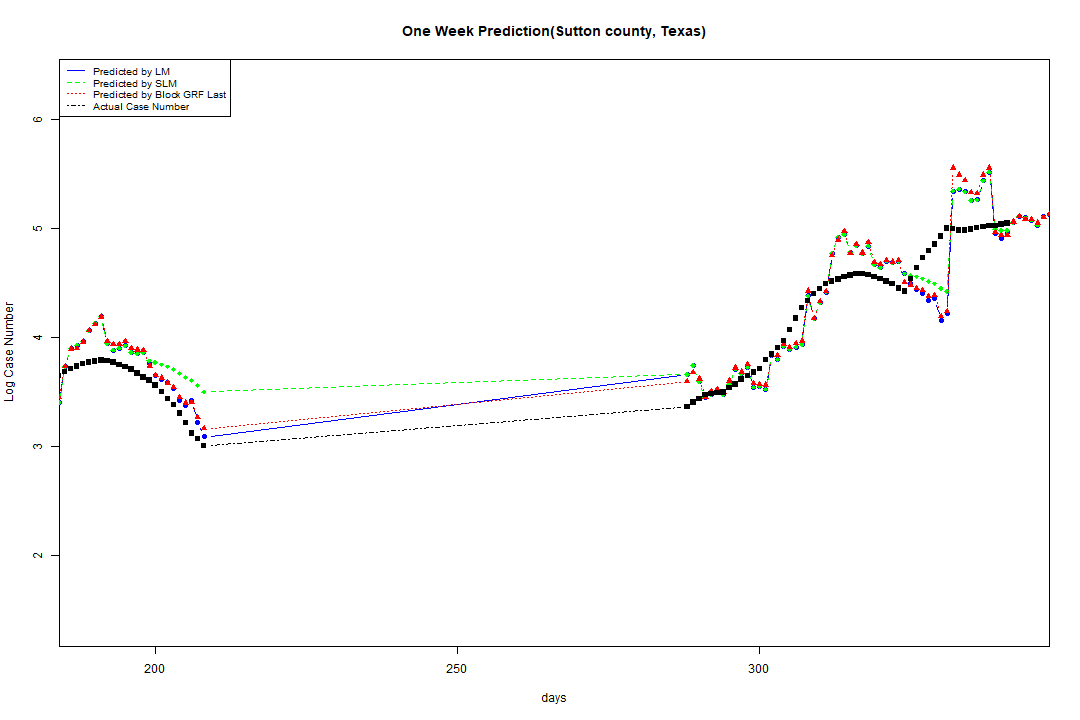 One Week Prediction(Sutton county, Texas)
Predicted by LM
Predicted by SLM
Predicted by Block GRF Last
Actual Case Number
6
5
4
3
2
Log Case Number
200
250
300
days